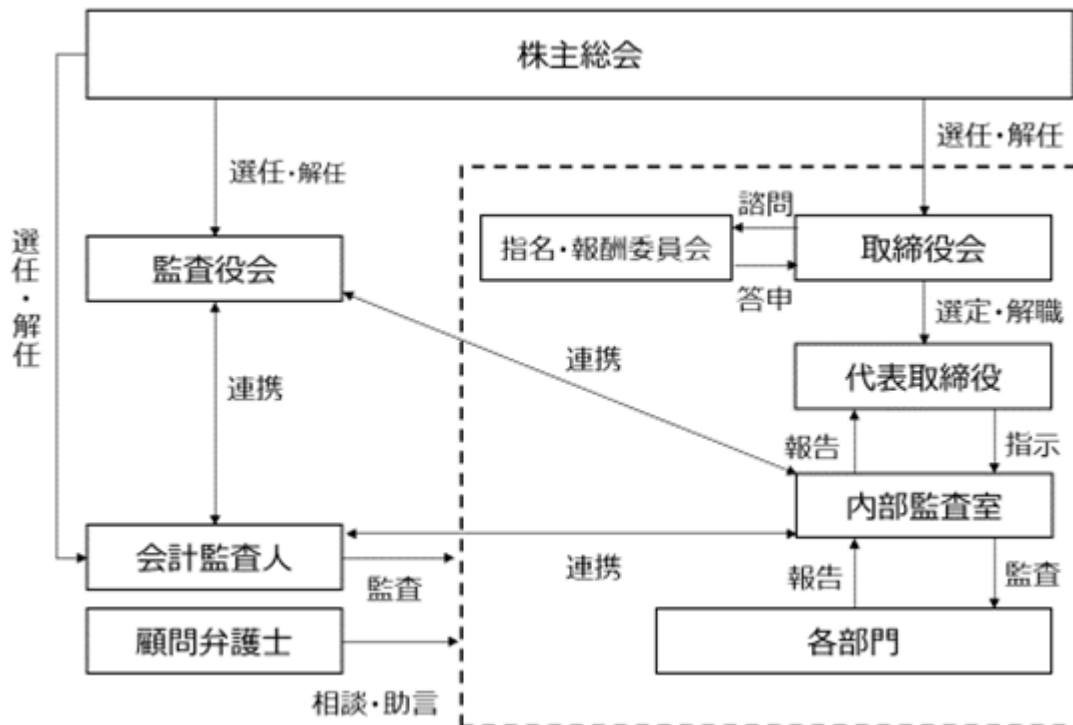 株主総会
選任・解任
選任・解任
選任・解任
諮問
指名・報酬委員会
取締役会
監査役会
答申
選定・解職
連携
代表取締役
連携
報告
指示
内部監査室
会計監査人
連携
監査
報告
監査
顧問弁護士
各部門
相談・助言